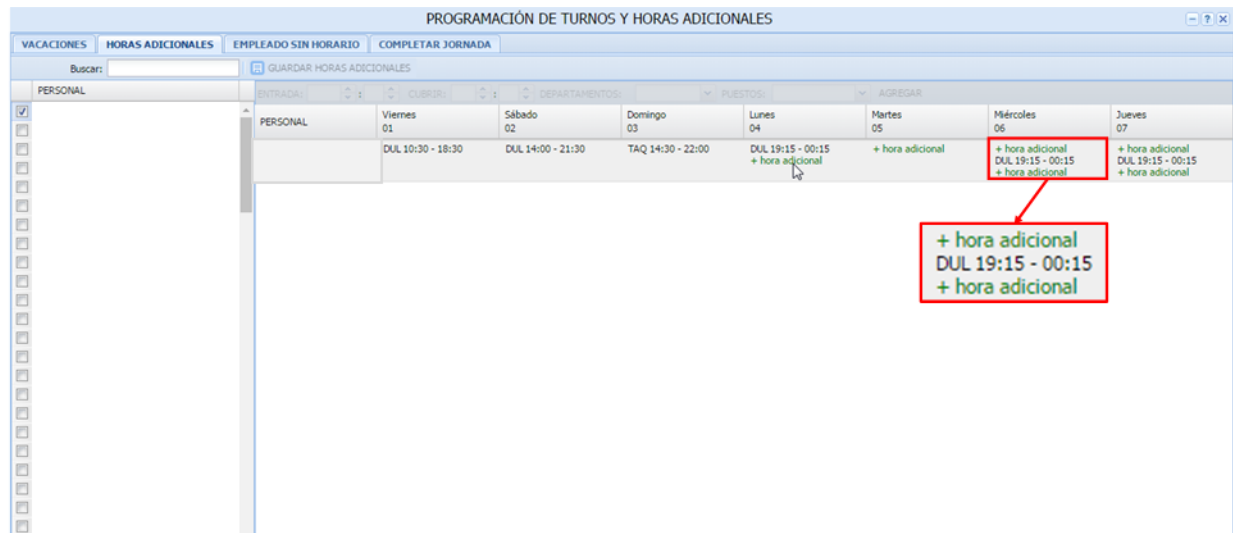 PROGRAMACIÓN DE TURNOS Y HORAS ADICIONALES
VACACIONES HORAS ADICIONALES EMPLEADO SIN HORARIO COMPLETAR JORNADA
Buscar: GUARDAR HORAS ADICIONALES
PERSONAL
ENTRADA: : CUBRIR: : DEPARTAMENTOS: PUESTOS: AGREGAR
PERSONAL Viernes Sábado Domingo Lunes Martes Miércoles Jueves
01 02 03 04 05 06 07
DUL 10:30 - 18:30 DUL 14:00 - 21:30 TAQ 14:30 - 22:00 DUL 19:15 - 00:15 + hora adicional + hora adicional + hora adicional
+ hora adicional DUL 19:15 - 00:15 DUL 19:15 - 00:15
+ hora adicional + hora adicional
+ hora adicional
DUL 19:15 - 00:15
+ hora adicional